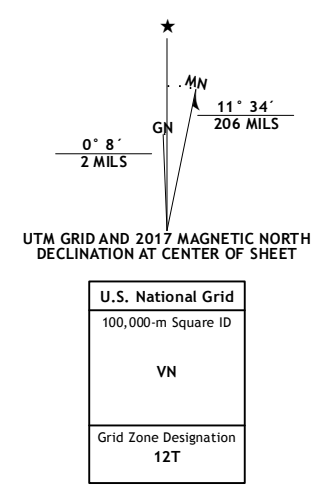 ★
MN
GN
11° 34´
206 MILS
0° 8´
2 MILS
UTM GRID AND 2017 MAGNETIC NORTH
DECLINATION AT CENTER OF SHEET
U.S. National Grid
100,000-m Square ID
VN
Grid Zone Designation
12T